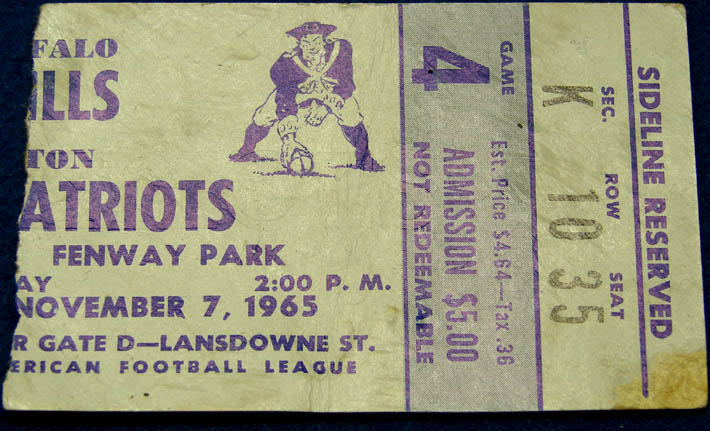 FALO
ILLS
TON
ATRIOTS
FENWAY PARK
AY 2:00 P. M.
NOVEMBER 7, 1965
R GATE D—LANSDOWNE ST.
ERICAN FOOTBALL LEAGUE
GAME
4
Est. Price $4.64—Tax .36
ADMISSION $5.00
NOT REDEEMABLE
SIDELINE RESERVED
SEC. ROW SEAT
K 10 35